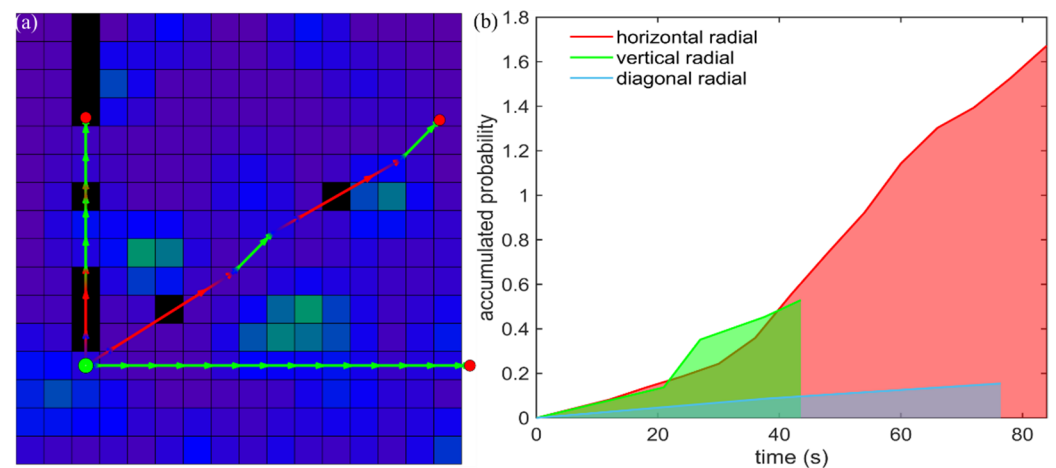 (a)
(b)
1.8
1.6
1.4
1.2
1
0.8
0.6
0.4
0.2
0
accumulated probability
horizontal radial
vertical radial
diagonal radial
0 20 40 60 80
time (s)